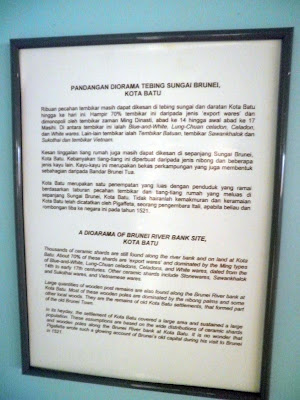 PANDANGAN DIORAMA TEBING SUNGAI BRUNEI,
KOTA BATU
Ribuan pecahan tembikar masih dapat dikesan di tebing sungai dan daratan Kota Batu
hingga ke hari ini. Hampir 70% tembikar ini daripada jenis 'export wares' dan
dimonopoli oleh tembikar zaman Ming Dinasti, abad ke 14 hingga awal abad ke 17
Masihi. Di antara tembikar ini ialah Blue-and-White, Lung-Chuan celadon, Celadon,
dan White wares. Lain-lain tembikar ialah Tembikar Batuan, tembikar Sawankhalok dan
Sukothai dan tembikar Vietnam.
Kesan tinggalan tiang rumah juga masih dapat dikesan di sepanjang Sungai Brunei,
Kota Batu. Kebanyakan tiang-tiang ini diperbuat daripada jenis nibong dan beberapa
jenis kayu. Kayu-kayu ini merupakan bekas perkampungan yang juga membentuk
sebahagian daripada Bandar Brunei Tua.
Kota Batu merupakan satu penempatan yang luas dengan penduduk yang ramai
berdasarkan teburan pecahan tembikar dan tiang-tiang rumah yang meluas di
sepanjang Sungai Brunei, Kota Batu. Tidak hairanlah kemakmuran dan keramaian
Kota Batu telah dicatatkan oleh Pigaffeta, seorang pengembara Itali, apabila beliau dan
rombongan tiba ke negara ini pada tahun 1521.
A DIOARAMA OF BRUNEI RIVER BANK SITE,
KOTA BATU
Thousands of ceramic shards are still found along the river bank and on land at Kota
Batu. About 70% of these shards are 'export wares' and dominated by the Ming types
of Blue-and-White, Lung-Chuan celadons, Celadons, and White wares, dated from the
14th to early 17th centuries. Other ceramic shards include Stonewares, Sawankhalok
and Sukothai wares, and Vietnamese wares.
Large quantities of wooden post remains are also found along the Brunei River bank at
Kota Batu. Most of these wooden poles are dominated by the nibong palms and some
other local woods. They are the remains of old Kota Batu settlements, that formed part
of the old Brunei Town.
In its heyday, the settlement of Kota Batu covered a large area and sustained a large
population. These assumptions are based on the wide distributions of ceramic shards
and wooden poles along the Brunei River bank at Kota Batu. It is no wonder that
Pigafetta wrote such a glowing account of Brunei's old capital during his visit to Brunei
in 1521.